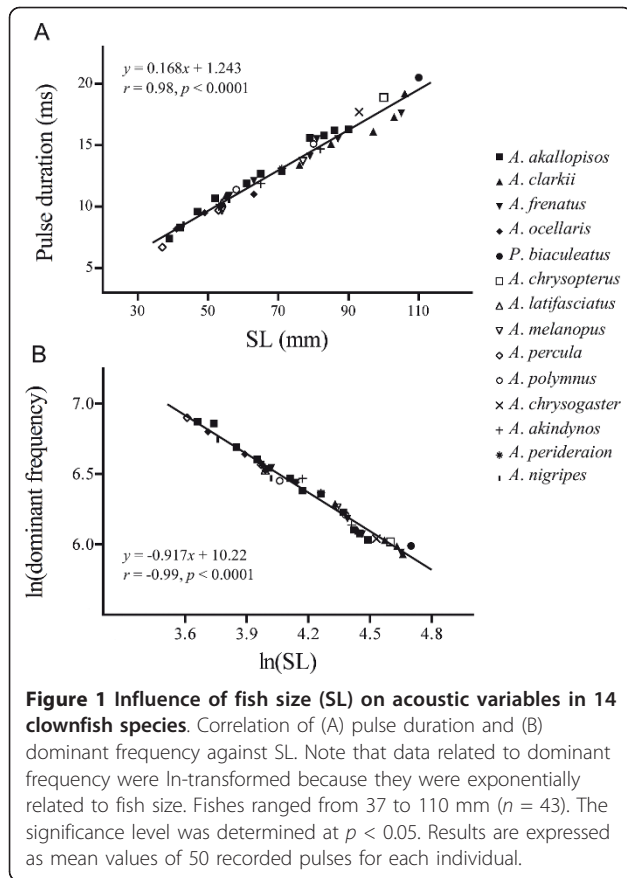 A
y = 0.168x + 1.243
r = 0.98, p < 0.0001
Pulse duration (ms)
20
15
10
5
30 50 70 90 110
SL (mm)
B
ln(dominant frequency)
7.0
6.5
6.0
y = -0.917x + 10.22
r = -0.99, p < 0.0001
3.6 3.9 4.2 4.5 4.8
ln(SL)
A. akallopisos
A. clarkii
A. frenatus
A. ocellaris
P. biaculeatus
A. chrysopterus
A. latifasciatus
A. melanopus
A. percula
A. polymnus
A. chrysogaster
A. akindynos
A. perideraion
A. nigripes
Figure 1 Influence of fish size (SL) on acoustic variables in 14
clownfish species. Correlation of (A) pulse duration and (B)
dominant frequency against SL. Note that data related to dominant
frequency were ln-transformed because they were exponentially
related to fish size. Fishes ranged from 37 to 110 mm (n = 43). The
significance level was determined at p < 0.05. Results are expressed
as mean values of 50 recorded pulses for each individual.